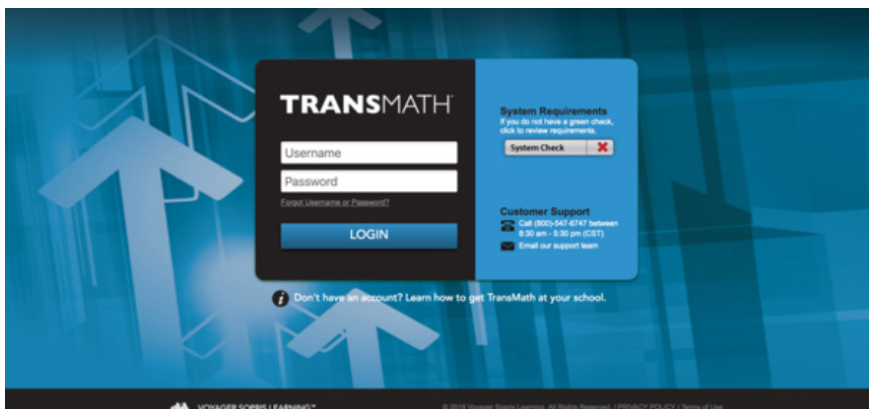 TRANSMATH
Username
Password
Forgot Username or Password?
LOGIN
System Requirements
If you do not have a green check,
click to review requirements.
System Check
Customer Support
Call (800)-547-6747 between
8:30 am - 5:30 pm (CST)
Email our support team
Don't have an account? Learn how to get TransMath at your school.
VOYAGER SOPRIS LEARNING™
© 2018 Voyager Sopris Learning. All Rights Reserved. / PRIVACY POLICY / Terms of Use